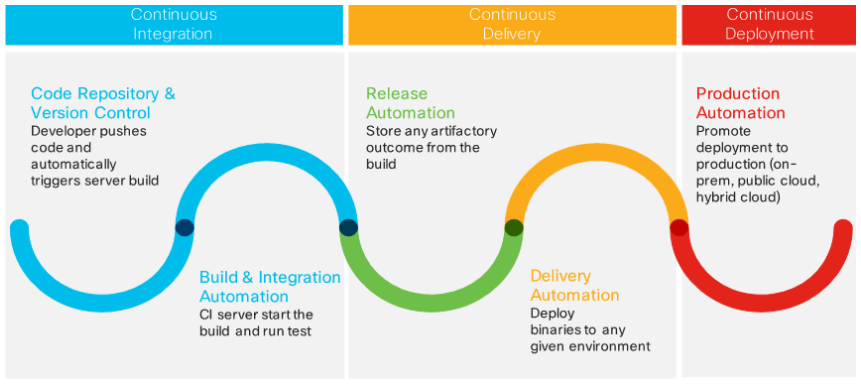 Continuous
Integration
Continuous
Delivery
Continuous
Deployment
Code Repository &
Version Control
Developer pushes
code and
automatically
triggers server build
Build & Integration
Automation
CI server start the
build and run test
Release
Automation
Store any artifactory
outcome from the
build
Delivery
Automation
Deploy
binaries to any
given environment
Production
Automation
Promote
deployment to
production (on-
prem, public cloud,
hybrid cloud)